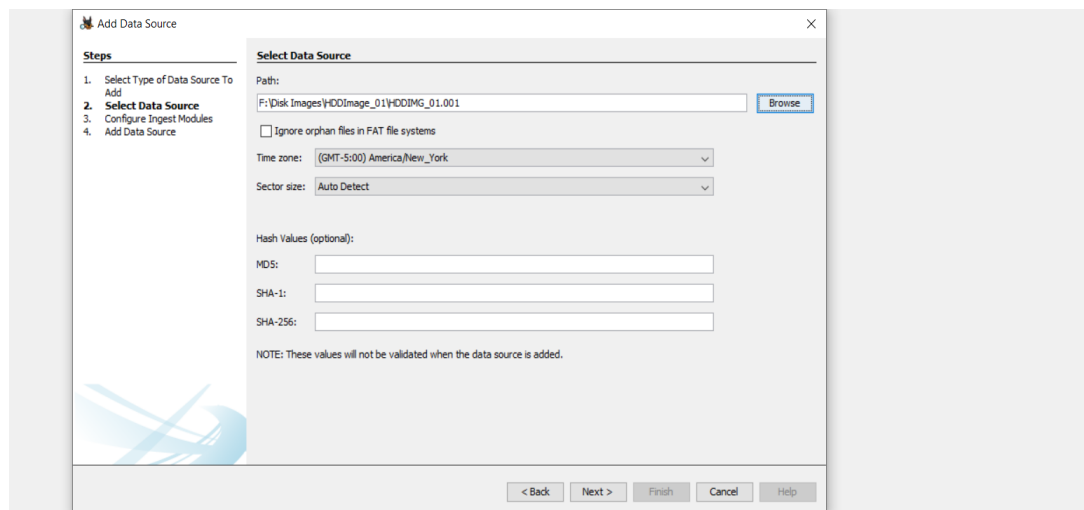 Add Data Source
Steps
1. Select Type of Data Source To
Add
2. Select Data Source
3. Configure Ingest Modules
4. Add Data Source
Select Data Source
Path:
F:\Disk Images\HDDImage_01\HDDIMG_01.001
Browse
Ignore orphan files in FAT file systems
Time zone: (GMT-5:00) America/New_York
Sector size: Auto Detect
Hash Values (optional):
MD5:
SHA-1:
SHA-256:
NOTE: These values will not be validated when the data source is added.
< Back Next > Finish Cancel Help